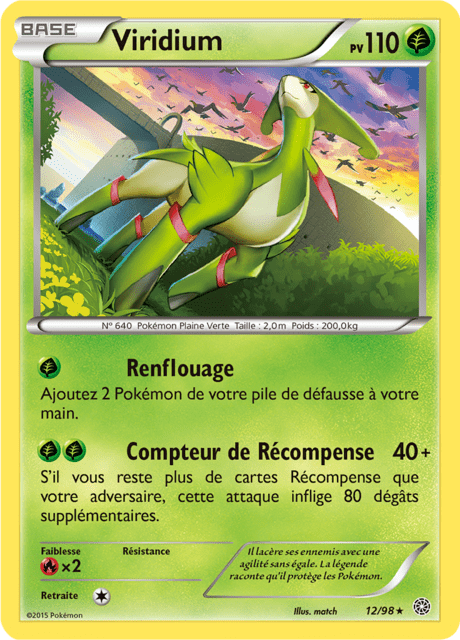 BASE Viridium PV110
N° 640 Pokémon Plaine Verte Taille : 2,0m Poids : 200,0kg
Renflouage
Ajoutez 2 Pokémon de votre pile de défausse à votre
main.
Compteur de Récompense 40+
S'il vous reste plus de cartes Récompense que
votre adversaire, cette attaque inflige 80 dégâts
supplémentaires.
Faiblesse Résistance
×2
Retraite
Il lacère ses ennemis avec une
agilité sans égale. La légende
raconte qu'il protège les Pokémon.
©2015 Pokémon Illus. match 12/98★